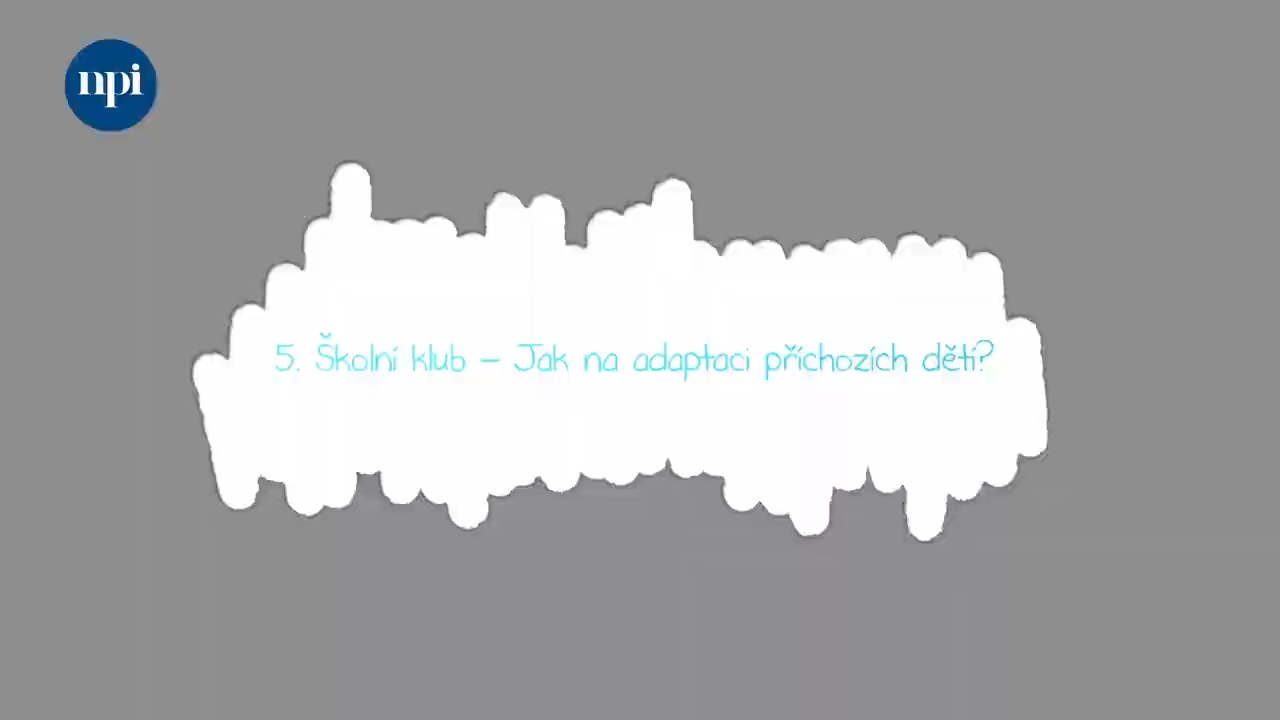 npi
5. Školní klub – Jak na adaptaci příchozích dětí?